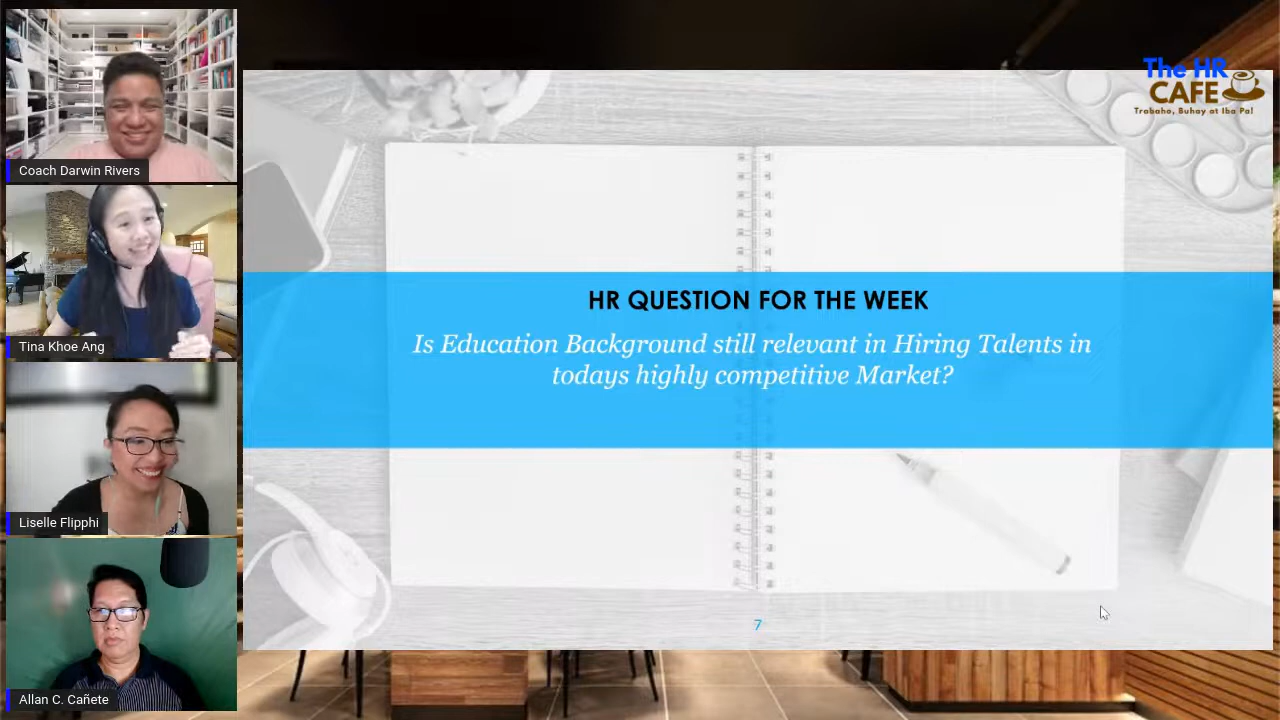 The HR
CAFE
Trabaho, Buhay at Iba Pa!
Coach Darwin Rivers
Tina Khoe Ang
Liselle Flipphi
Allan C. Cañete
HR QUESTION FOR THE WEEK
Is Education Background still relevant in Hiring Talents in
todays highly competitive Market?
7